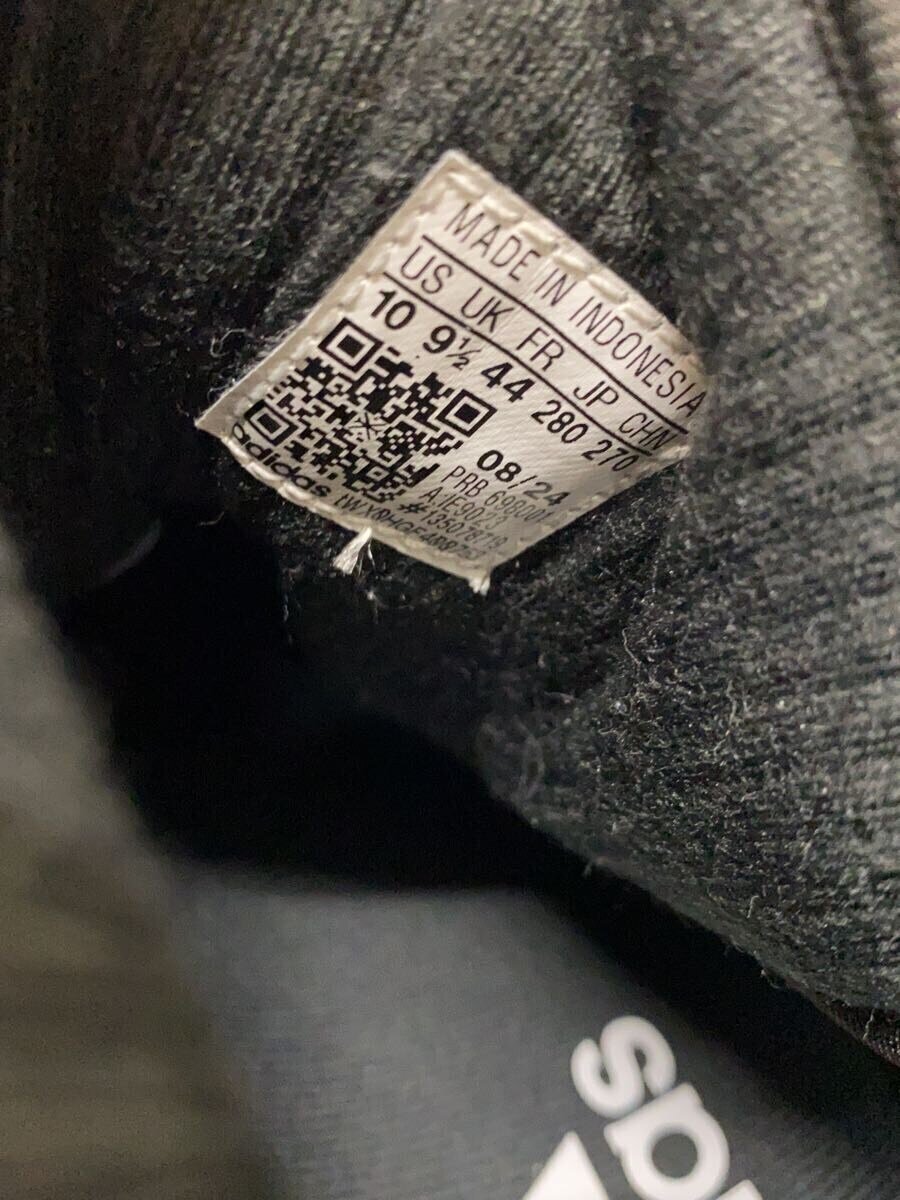 MADE IN INDONESIA
US UK FR JP CHN
10 9½ 44 280 270
08/24
PRB 698001
#13507871
adidas